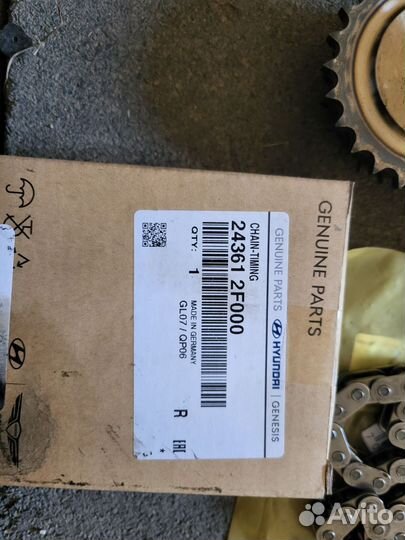 GENUINE PARTS
GENUINE PARTS
HYUNDAI
GENESIS
CHAIN-TIMING
24361 2F000
QTY: 1
MADE IN GERMANY
GL07 / QP06
R
EAC
Avito